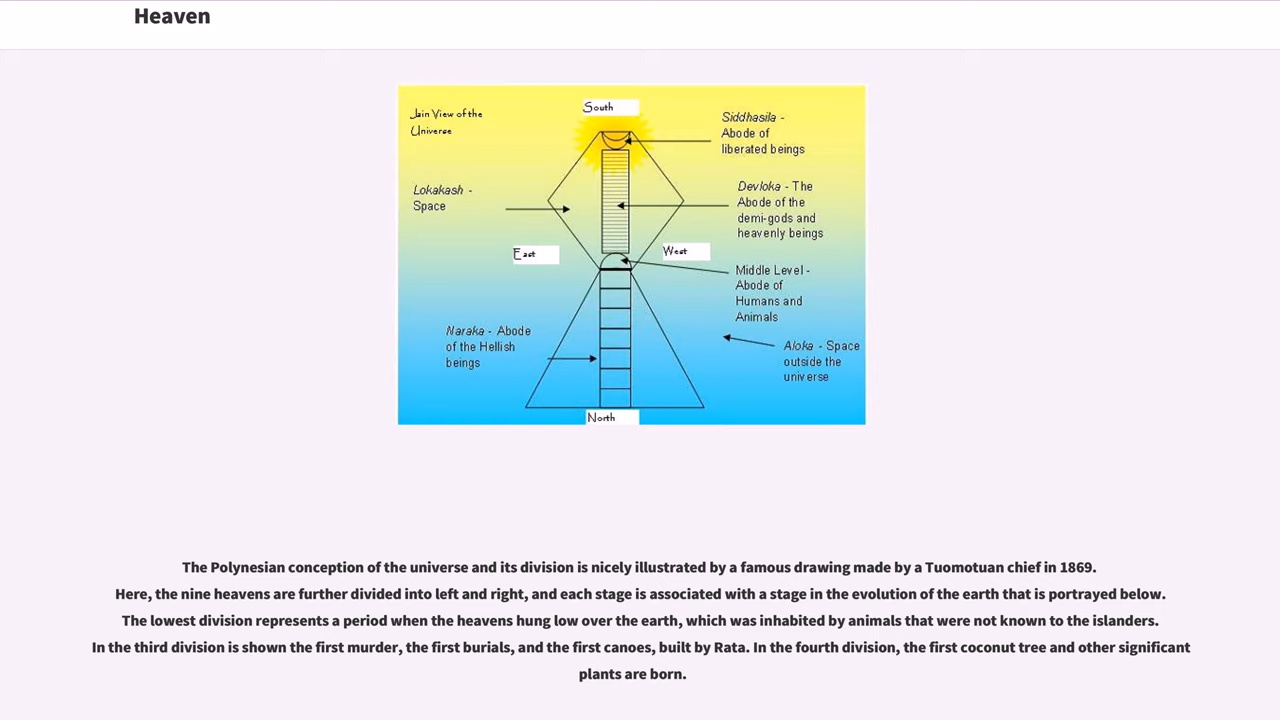 Heaven
Jain View of the
Universe
South
Siddhasila -
Abode of
liberated beings
Lokakash -
Space
Devloka - The
Abode of the
demi-gods and
heavenly beings
East
West
Middle Level -
Abode of
Humans and
Animals
Naraka - Abode
of the Hellish
beings
Aloka - Space
outside the
universe
North
The Polynesian conception of the universe and its division is nicely illustrated by a famous drawing made by a Tuomotuan chief in 1869.
Here, the nine heavens are further divided into left and right, and each stage is associated with a stage in the evolution of the earth that is portrayed below.
The lowest division represents a period when the heavens hung low over the earth, which was inhabited by animals that were not known to the islanders.
In the third division is shown the first murder, the first burials, and the first canoes, built by Rata. In the fourth division, the first coconut tree and other significant
plants are born.